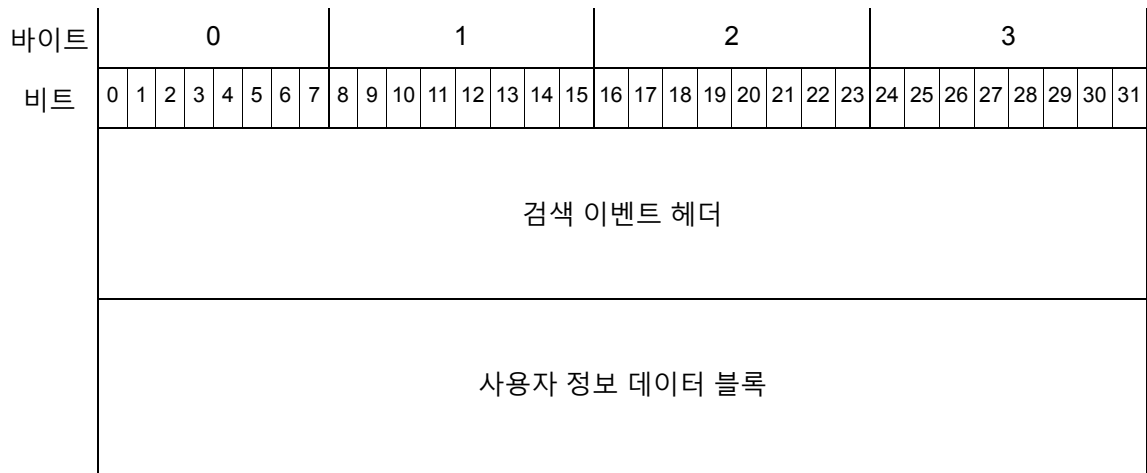 바이트 0 1 2 3
비트 0 1 2 3 4 5 6 7 8 9 10 11 12 13 14 15 16 17 18 19 20 21 22 23 24 25 26 27 28 29 30 31
검색 이벤트 헤더
사용자 정보 데이터 블록